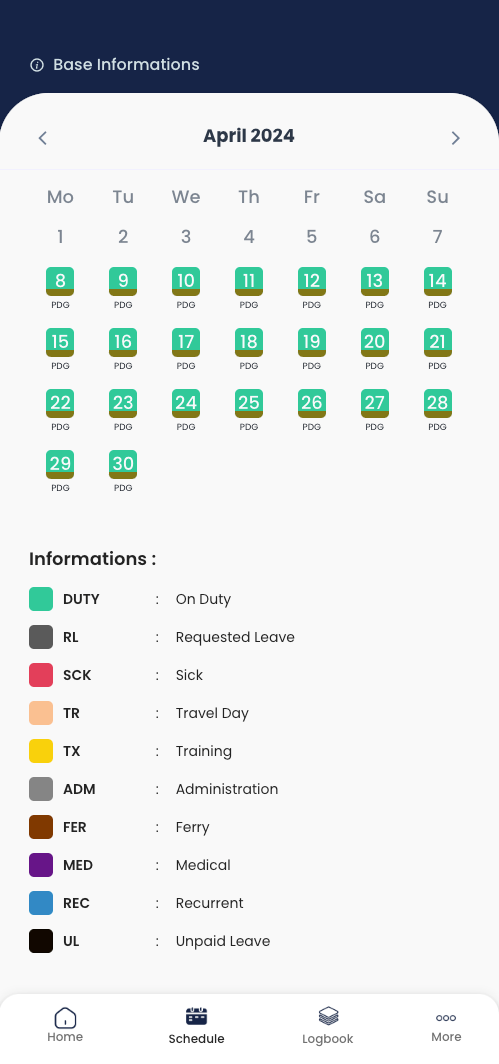 Base Informations
April 2024
Mo Tu We Th Fr Sa Su
1 2 3 4 5 6 7
8 9 10 11 12 13 14
PDG PDG PDG PDG PDG PDG PDG
15 16 17 18 19 20 21
PDG PDG PDG PDG PDG PDG PDG
22 23 24 25 26 27 28
PDG PDG PDG PDG PDG PDG PDG
29 30
PDG PDG
Informations :
DUTY : On Duty
RL : Requested Leave
SCK : Sick
TR : Travel Day
TX : Training
ADM : Administration
FER : Ferry
MED : Medical
REC : Recurrent
UL : Unpaid Leave
Home Schedule Logbook More